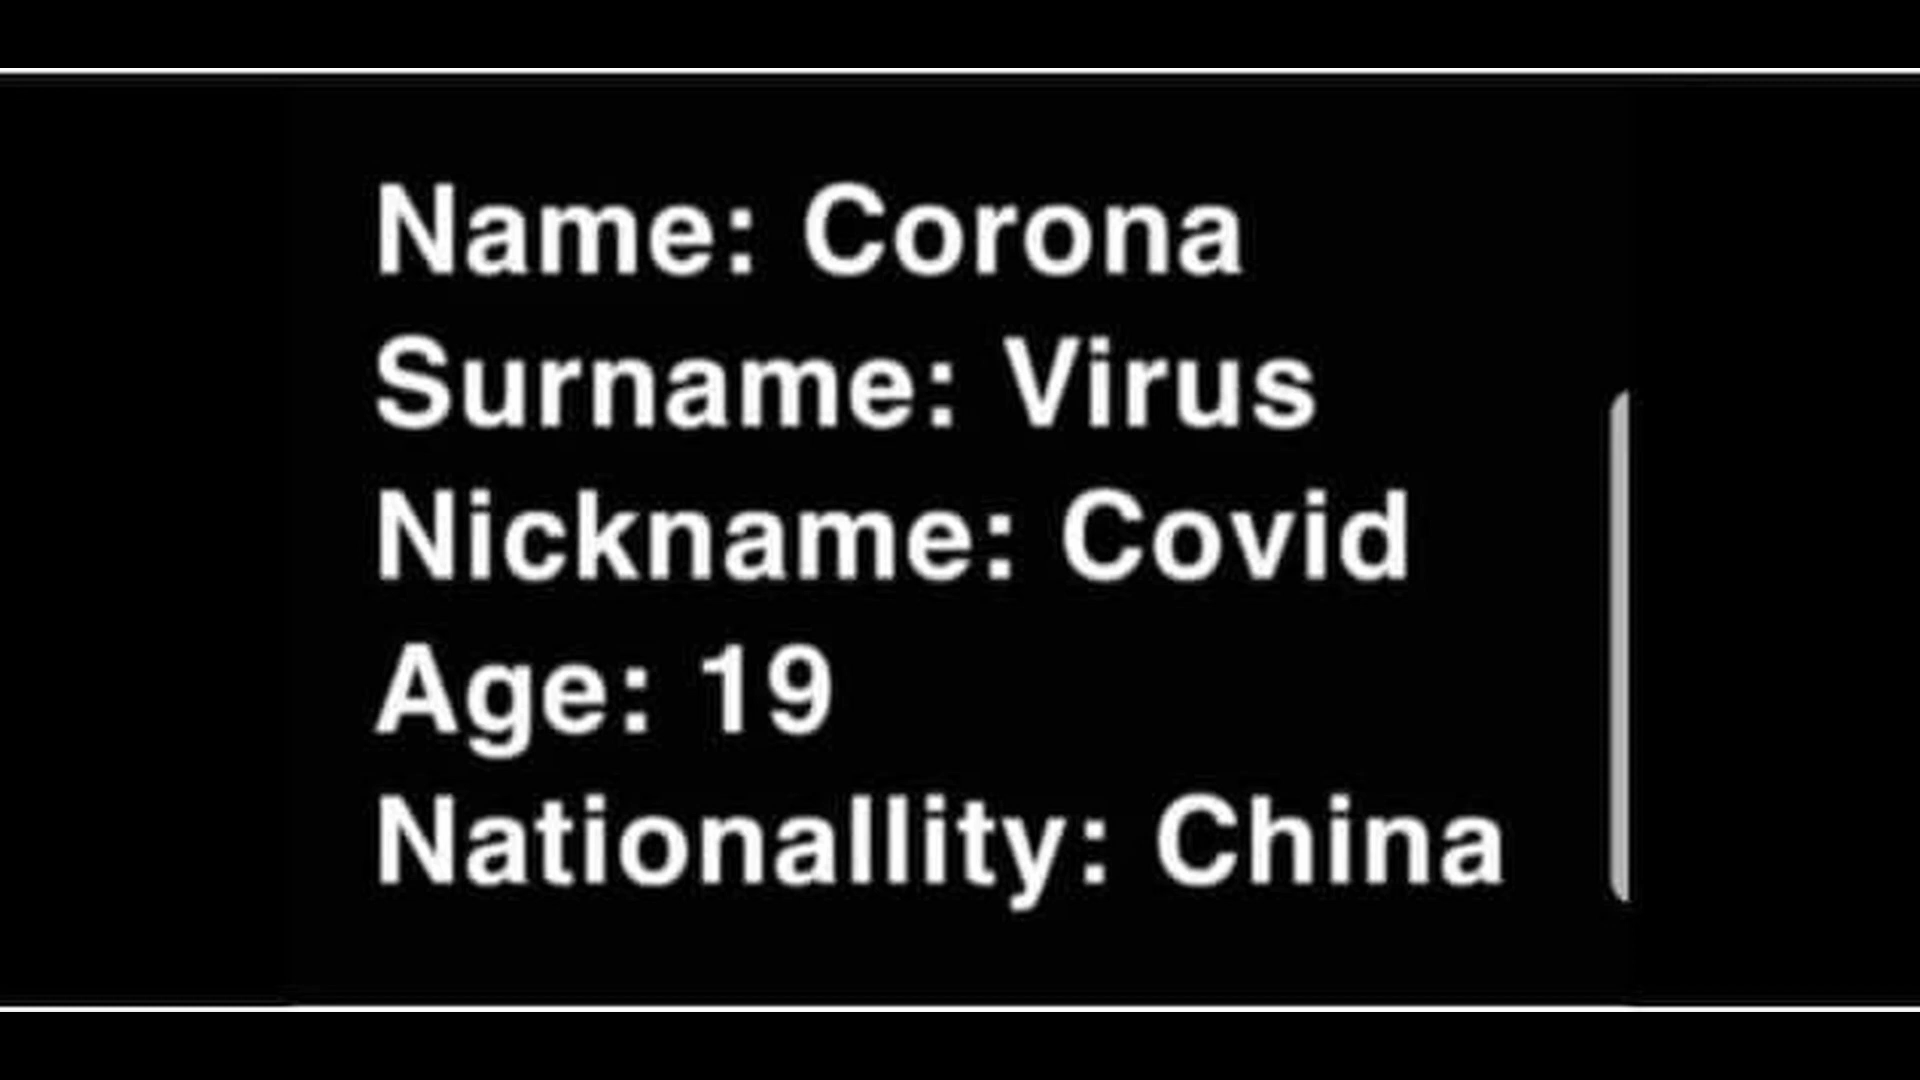 Name: Corona
Surname: Virus
Nickname: Covid
Age: 19
Nationallity: China